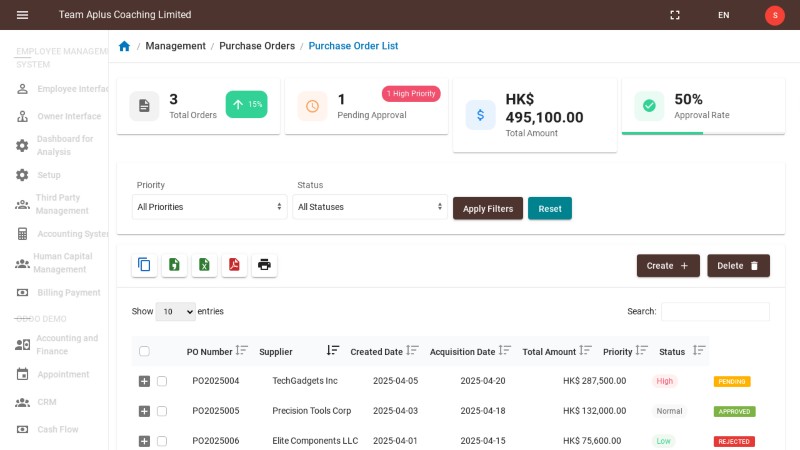 Team Aplus Coaching Limited
EN
S
EMPLOYEE MANAGEM
SYSTEM
Employee Interfac
Owner Interface
Dashboard for
Analysis
Setup
Third Party
Management
Accounting System
Human Capital
Management
Billing Payment
DEMO
Accounting and
Finance
Appointment
CRM
Cash Flow
/ Management / Purchase Orders / Purchase Order List
3
Total Orders
15%
1
Pending Approval
1 High Priority
HK$
495,100.00
Total Amount
50%
Approval Rate
Priority
All Priorities
Status
All Statuses
Apply Filters
Reset
Create
Delete
Show 10 entries
Search:
PO Number Supplier Created Date Acquisition Date Total Amount Priority Status
PO2025004 TechGadgets Inc 2025-04-05 2025-04-20 HK$ 287,500.00 High PENDING
PO2025005 Precision Tools Corp 2025-04-03 2025-04-18 HK$ 132,000.00 Normal APPROVED
PO2025006 Elite Components LLC 2025-04-01 2025-04-15 HK$ 75,600.00 Low REJECTED